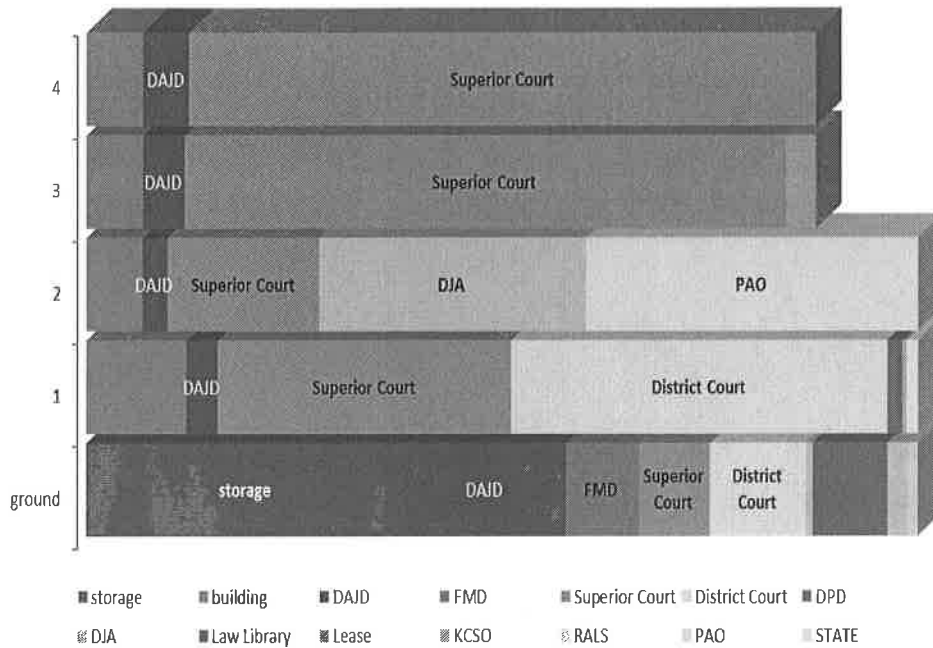 4
DAJD
Superior Court
3
DAJD
Superior Court
2
DAJD
Superior Court
DJA
PAO
1
DAJD
Superior Court
District Court
ground
storage
DAJD
FMD
Superior
Court
District
Court
storage building DAJD FMD Superior Court District Court DPD
DJA Law Library Lease KCSO RALS PAO STATE